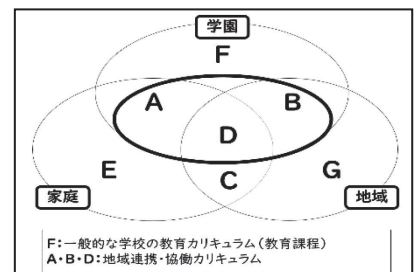 学園
F
A B
D
E C G
家庭 地域
F:一般的な学校の教育カリキュラム(教育課程)
A・B・D:地域連携・協働カリキュラム